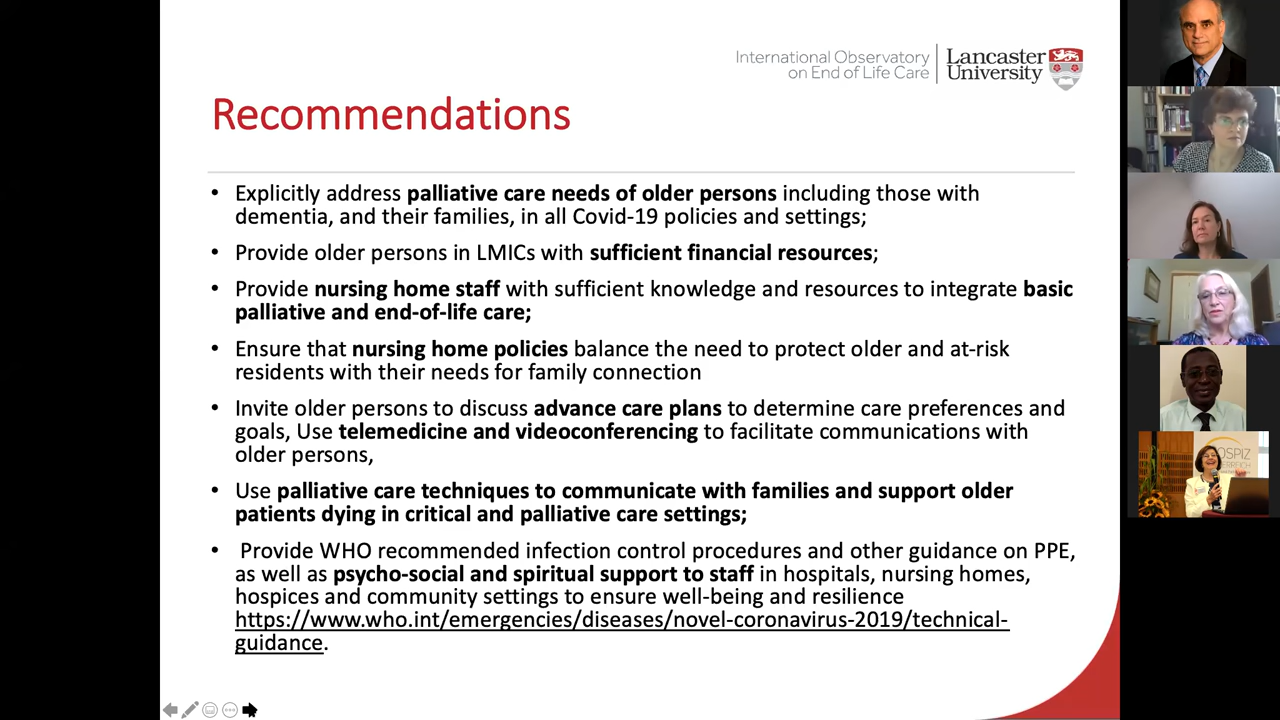 International Observatory
on End of Life Care
Lancaster
University
Recommendations
• Explicitly address palliative care needs of older persons including those with
dementia, and their families, in all Covid-19 policies and settings;
• Provide older persons in LMICs with sufficient financial resources;
• Provide nursing home staff with sufficient knowledge and resources to integrate basic
palliative and end-of-life care;
• Ensure that nursing home policies balance the need to protect older and at-risk
residents with their needs for family connection
• Invite older persons to discuss advance care plans to determine care preferences and
goals, Use telemedicine and videoconferencing to facilitate communications with
older persons,
• Use palliative care techniques to communicate with families and support older
patients dying in critical and palliative care settings;
• Provide WHO recommended infection control procedures and other guidance on PPE,
as well as psycho-social and spiritual support to staff in hospitals, nursing homes,
hospices and community settings to ensure well-being and resilience
https://www.who.int/emergencies/diseases/novel-coronavirus-2019/technical-
guidance.